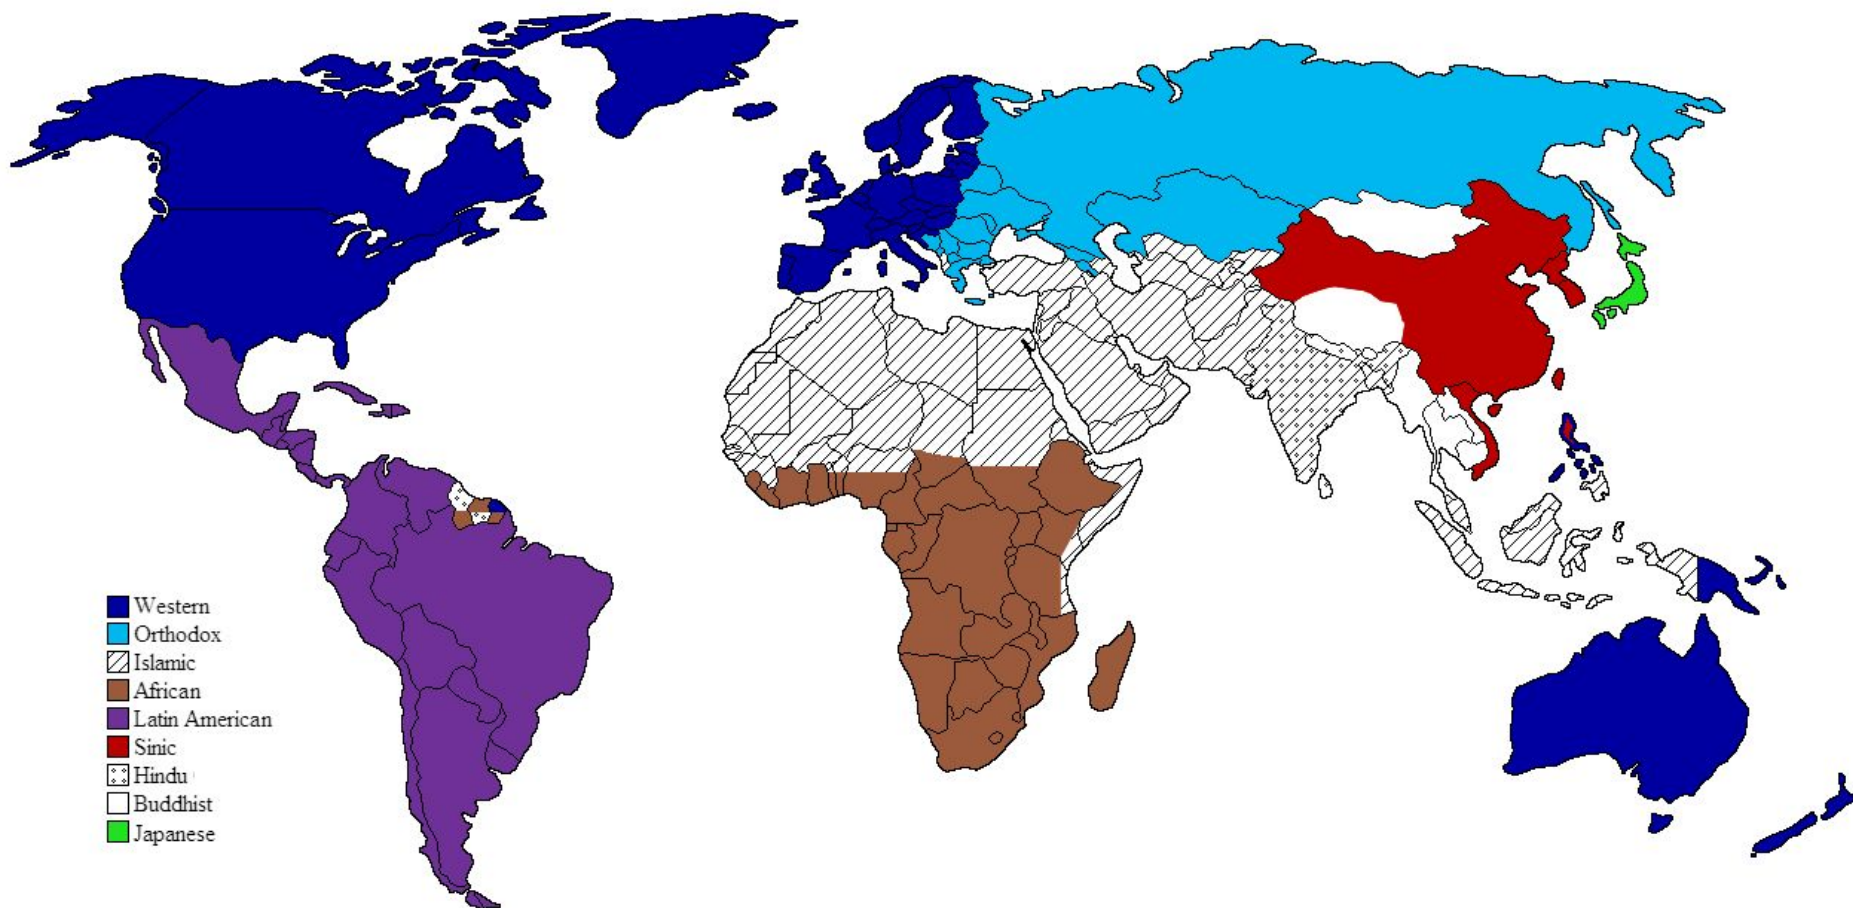 Western
Orthodox
Islamic
African
Latin American
Sinic
Hindu
Buddhist
Japanese